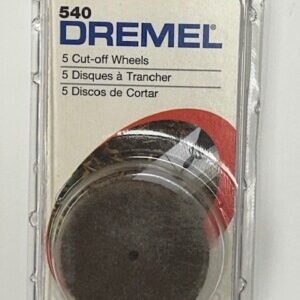 540
DREMEL®
5 Cut-off Wheels
5 Disques à Trancher
5 Discos de Cortar